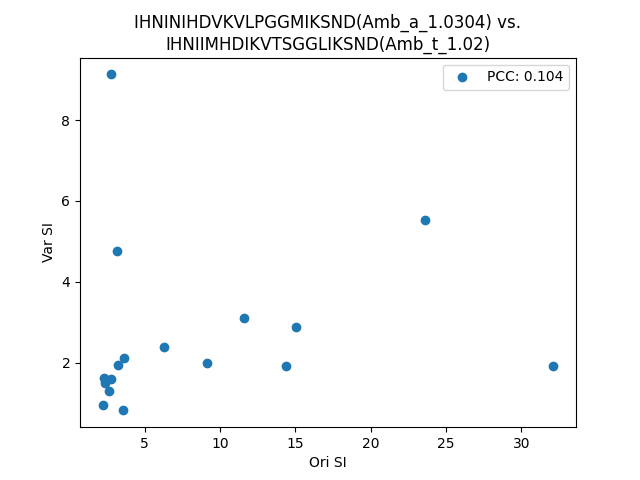 IHNINIHDVKVLPGGMIKSND(Amb_a_1.0304) vs.
IHNIIMHDIKVTSGGLIKSND(Amb_t_1.02)
PCC: 0.104
8
6
4
2
Var SI
5
10
15
20
25
30
Ori SI